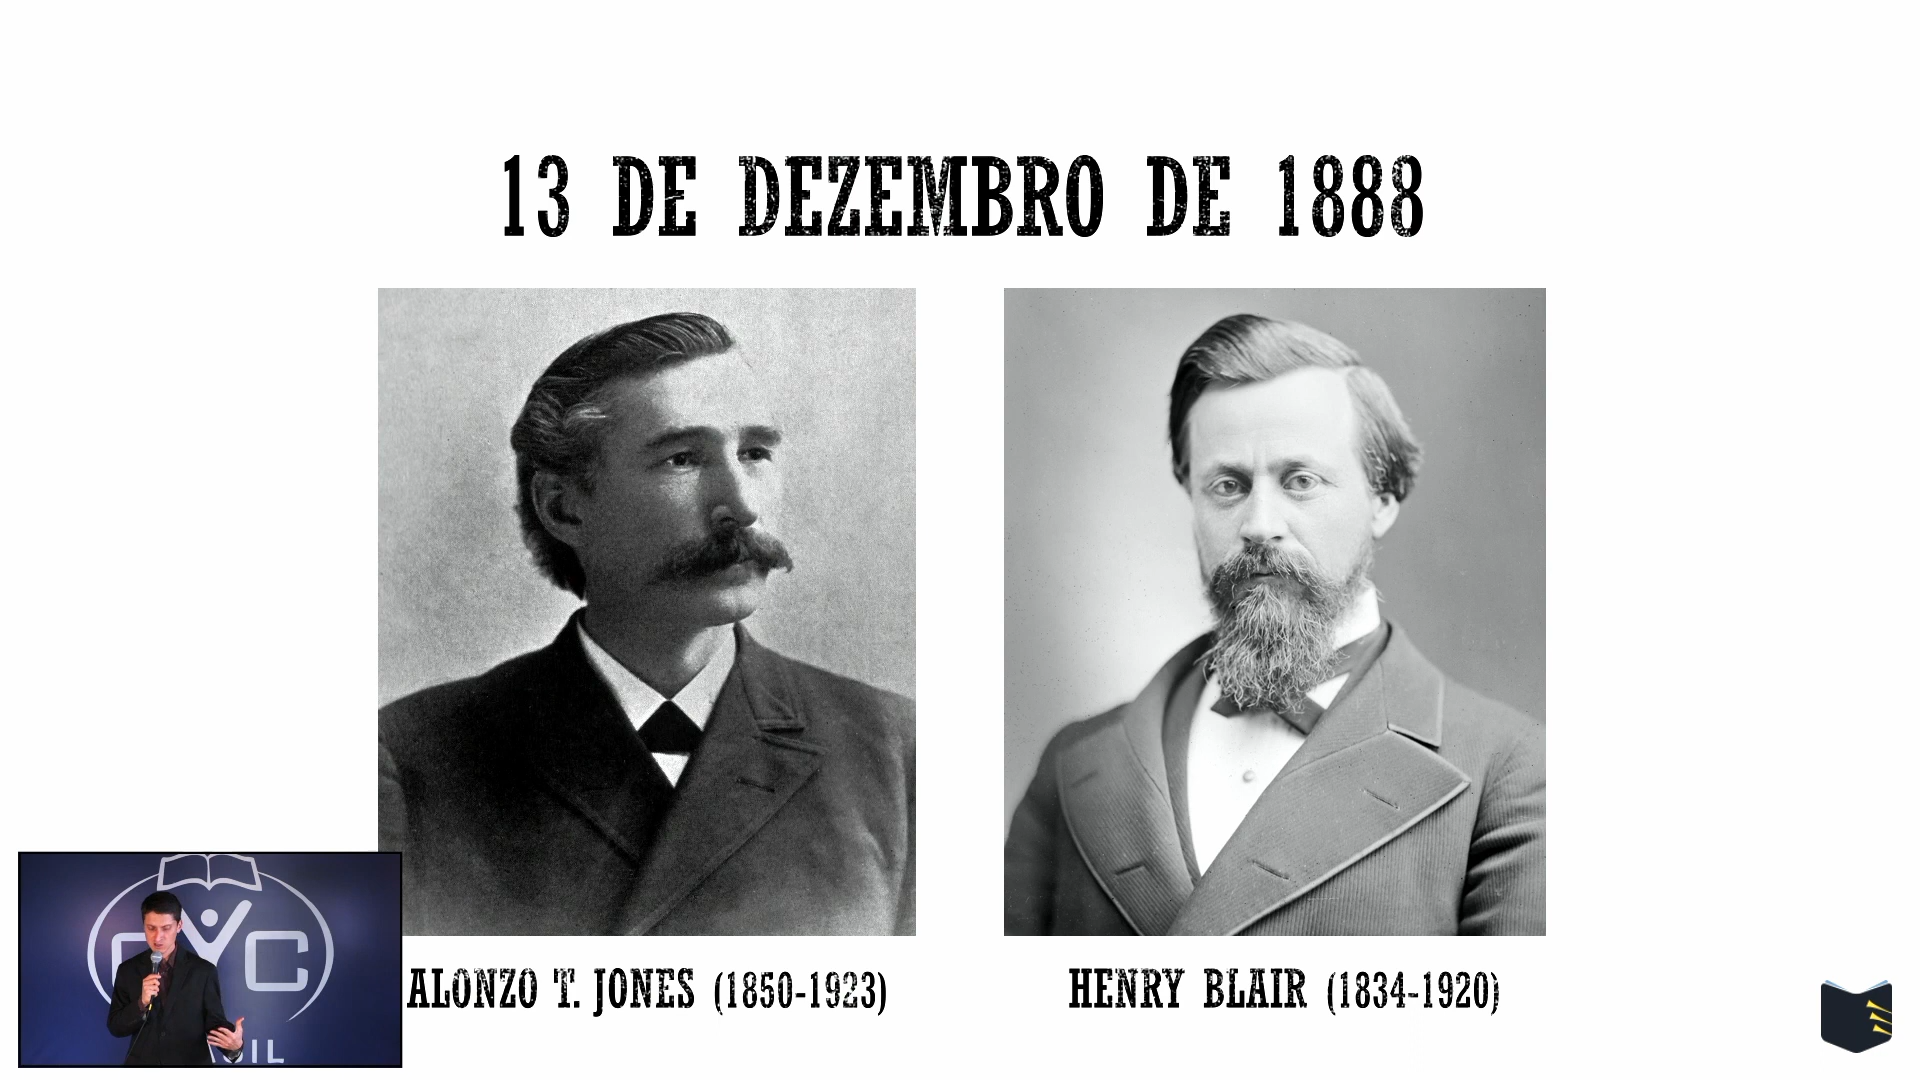 13 DE DEZEMBRO DE 1888
ALONZO T. JONES (1850-1923)
HENRY BLAIR (1834-1920)